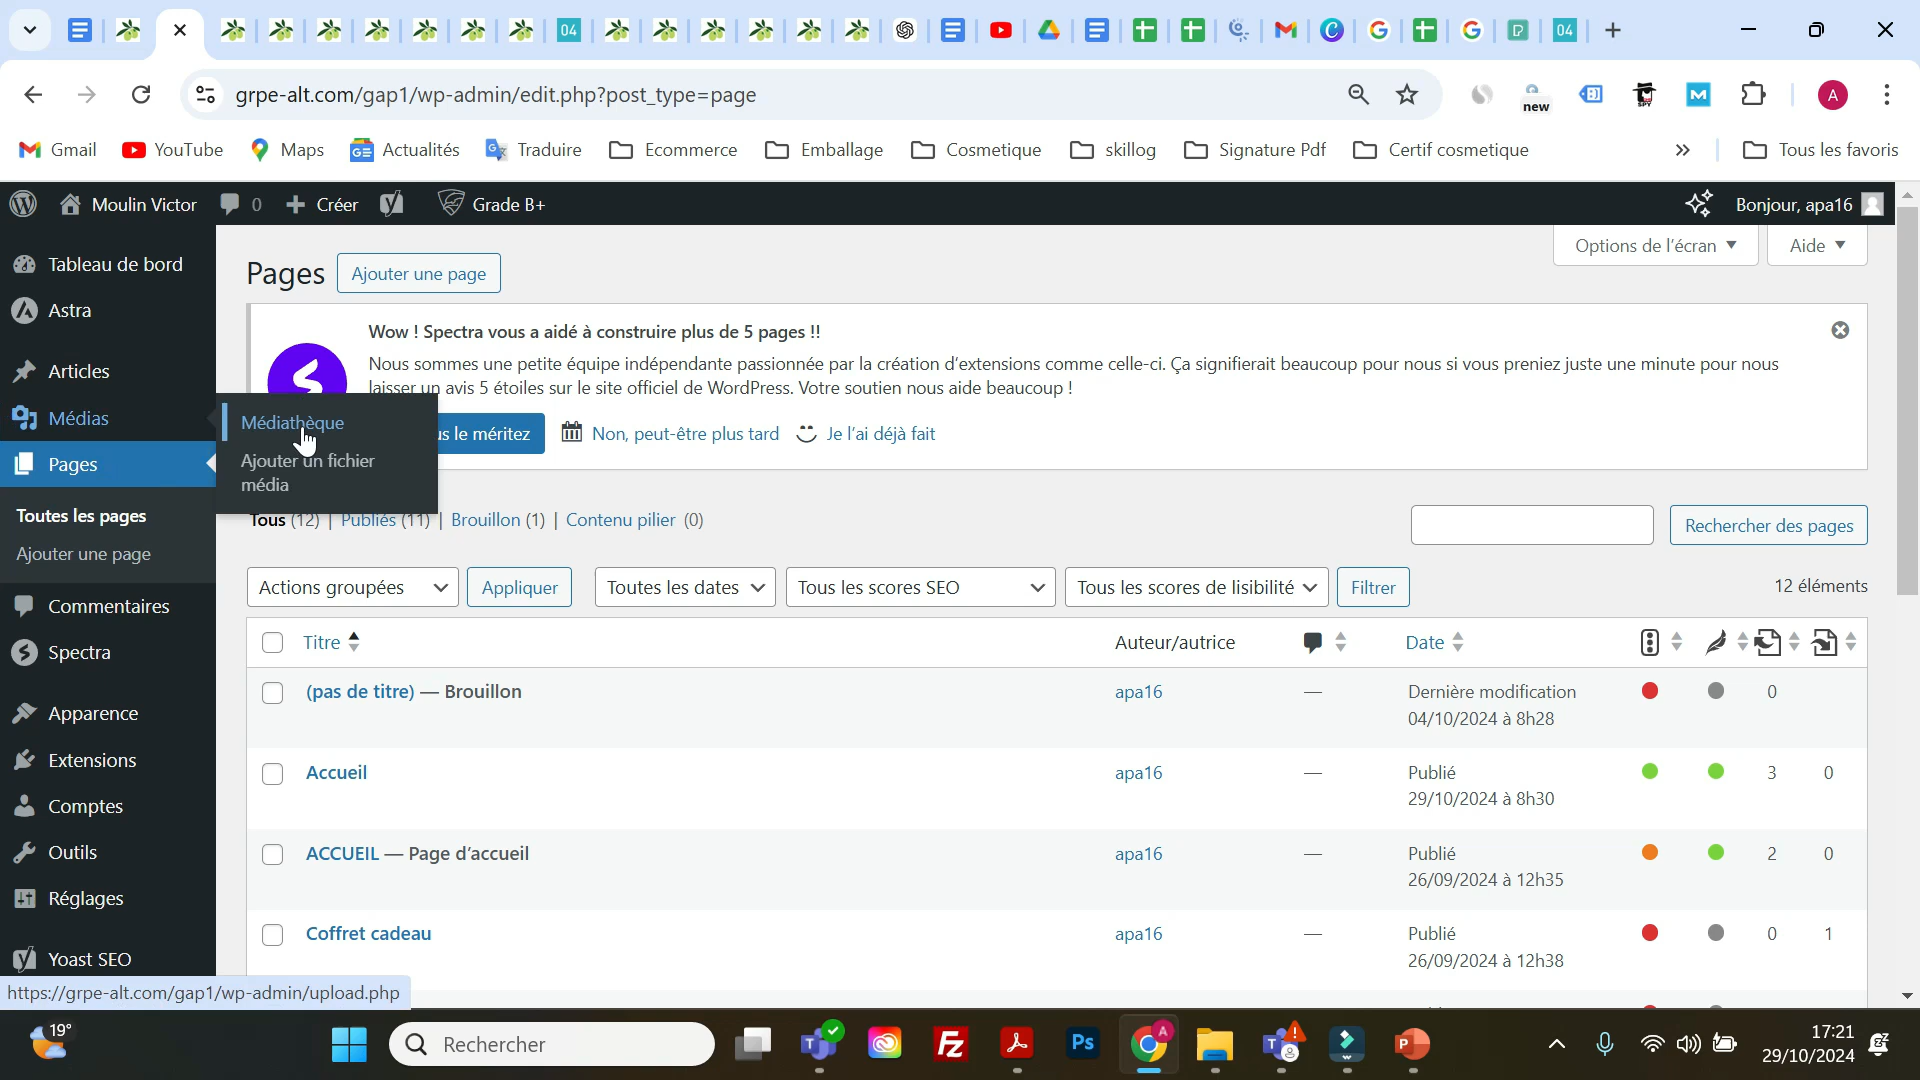 04
04
grpe-alt.com/gap1/wp-admin/edit.php?post_type=page
new
A
Gmail
YouTube
Maps
Actualités
Traduire
Ecommerce
Emballage
Cosmetique
skillog
Signature Pdf
Certif cosmetique
»
Tous les favoris
Moulin Victor
0
Créer
Grade B+
Bonjour, apa16
Options de l'écran
Aide
Tableau de bord
Astra
Articles
Médias
Pages
Toutes les pages
Ajouter une page
Commentaires
Spectra
Apparence
Extensions
Comptes
Outils
Réglages
Yoast SEO
Médiathèque
Ajouter un fichier
média
Pages
Ajouter une page
Wow ! Spectra vous a aidé à construire plus de 5 pages !!
Nous sommes une petite équipe indépendante passionnée par la création d'extensions comme celle-ci. Ça signifierait beaucoup pour nous si vous preniez juste une minute pour nous
laisser un avis 5 étoiles sur le site officiel de WordPress. Votre soutien nous aide beaucoup !
us le méritez
Non, peut-être plus tard
Je l'ai déjà fait
Tous (12) | Publiés (11) | Brouillon (1) | Contenu pilier (0)
Rechercher des pages
Actions groupées
Appliquer
Toutes les dates
Tous les scores SEO
Tous les scores de lisibilité
Filtrer
12 éléments
Titre
Auteur/autrice
Date
(pas de titre) — Brouillon
apa16
—
Dernière modification
04/10/2024 à 8h28
0
Accueil
apa16
—
Publié
29/10/2024 à 8h30
3
0
ACCUEIL — Page d'accueil
apa16
—
Publié
26/09/2024 à 12h35
2
0
Coffret cadeau
apa16
—
Publié
26/09/2024 à 12h38
0
1
https://grpe-alt.com/gap1/wp-admin/upload.php
19°
Rechercher
17:21
29/10/2024